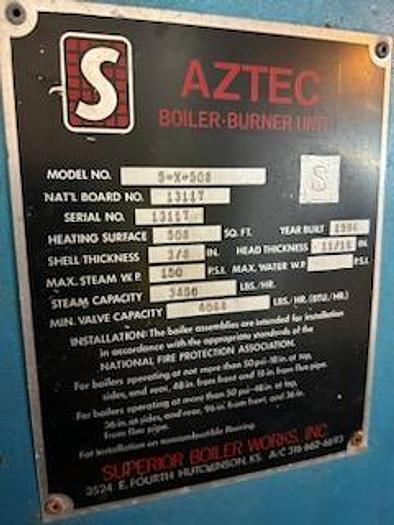 S
AZTEC
BOILER-BURNER UNIT
MODEL NO. 5-X-508
S
NAT'L BOARD NO. 13117
SERIAL NO. 13117
HEATING SURFACE 508 SQ. FT. YEAR BUILT
SHELL THICKNESS 3/8 IN. HEAD THICKNESS 11/16 IN.
MAX. STEAM W.P. 150 P.S.I. MAX. WATER W.P. P.S.I.
STEAM CAPACITY 3450 LBS/HR.
MIN. VALVE CAPACITY LBS/HR. (BTU/HR.)
INSTALLATION: The boiler assemblies are intended for installation
in accordance with the appropriate standards of the
NATIONAL FIRE PROTECTION ASSOCIATION.
For boilers operating at not more than 50 psi-18 in. at top,
sides, and rear, 48 in. from front and 18 in. from flue pipe.
For boilers operating at more than 50 psi-48 in. at top,
36 in. at sides, and rear, 96 in. from front, and 36 in.
from flue pipe.
For installation on noncombustible flooring.
SUPERIOR BOILER WORKS, INC.
3524 E. FOURTH HUTCHINSON, KS. A/C 316-662-6693